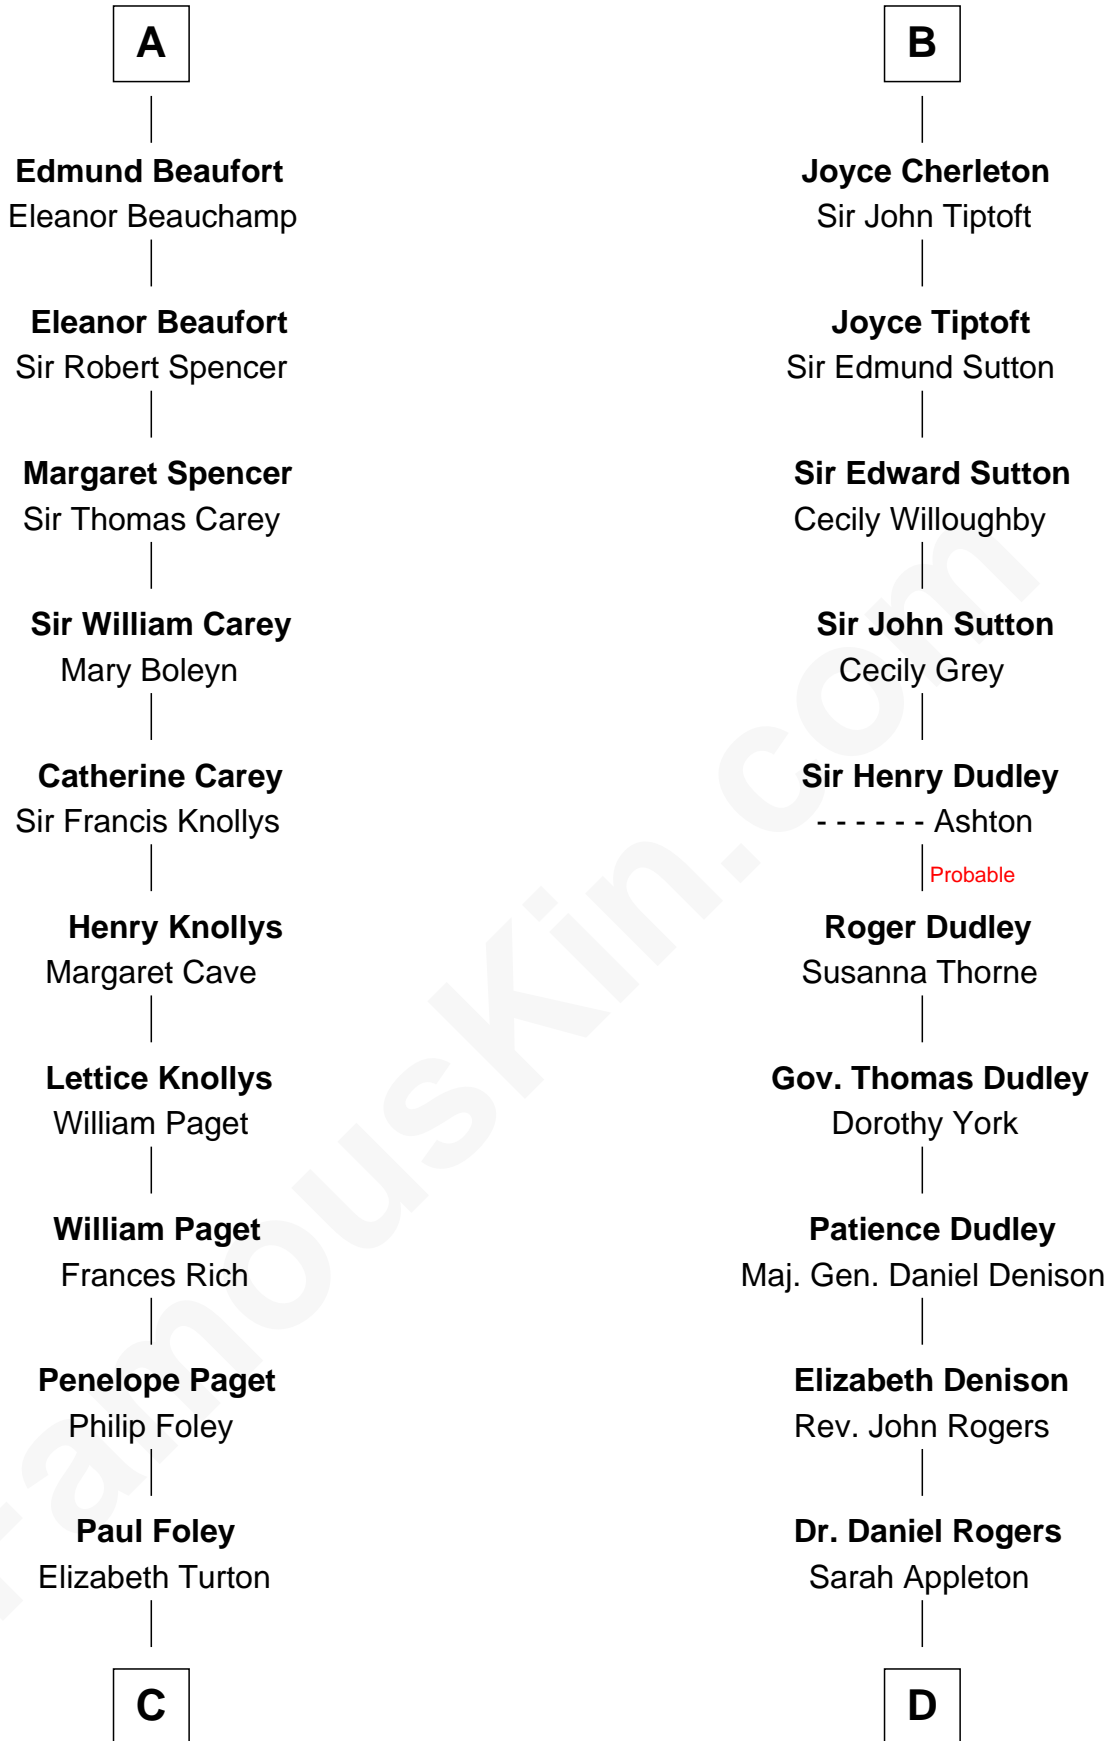 A
Edmund Beaufort
Eleanor Beauchamp
Eleanor Beaufort
Sir Robert Spencer
Margaret Spencer
Sir Thomas Carey
Sir William Carey
Mary Boleyn
Catherine Carey
Sir Francis Knollys
Henry Knollys
Margaret Cave
Lettice Knollys
William Paget
William Paget
Frances Rich
Penelope Paget
Philip Foley
Paul Foley
Elizabeth Turton
C
B
Joyce Cherleton
Sir John Tiptoft
Joyce Tiptoft
Sir Edmund Sutton
Sir Edward Sutton
Cecily Willoughby
Sir John Sutton
Cecily Grey
Sir Henry Dudley
- - - - - - Ashton
Probable
Roger Dudley
Susanna Thorne
Gov. Thomas Dudley
Dorothy York
Patience Dudley
Maj. Gen. Daniel Denison
Elizabeth Denison
Rev. John Rogers
Dr. Daniel Rogers
Sarah Appleton
D
FamousKin.com